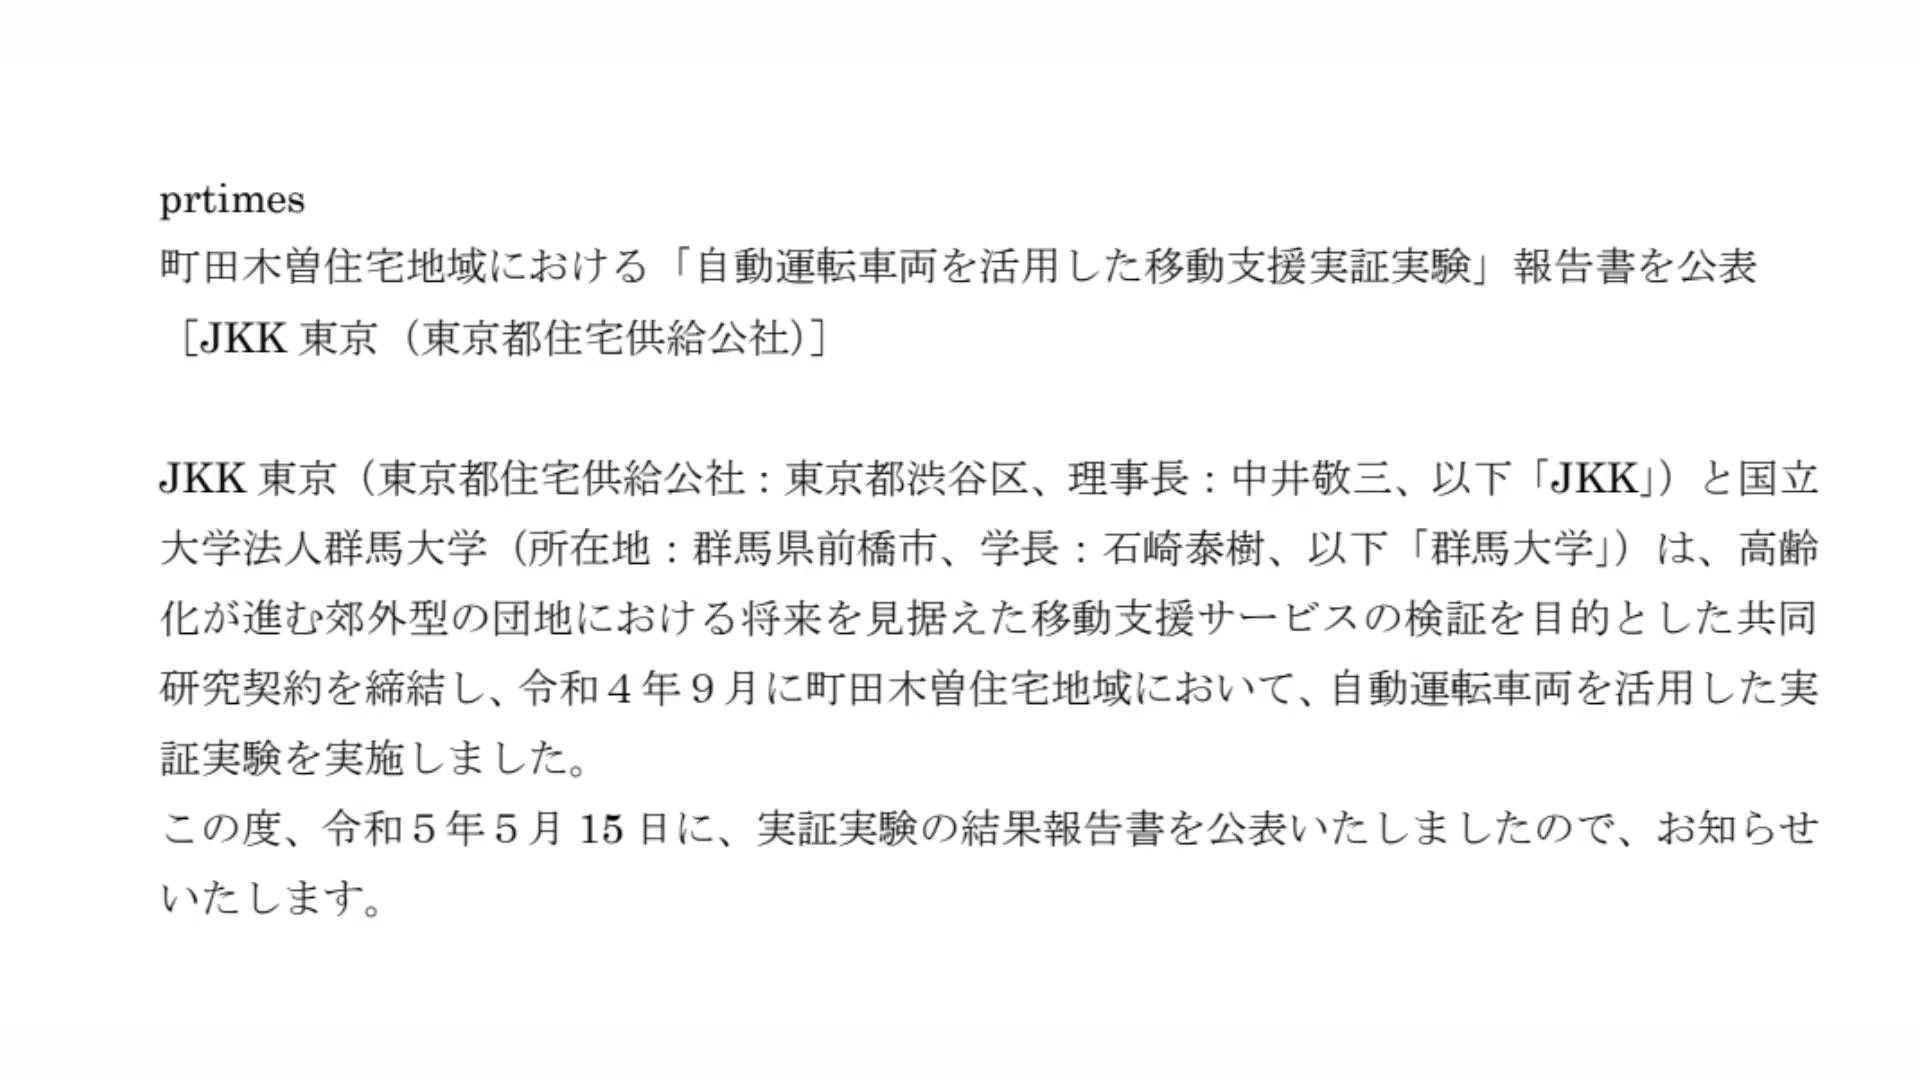 prtimes
町田木曽住宅地域における「自動運転車両を活用した移動支援実証実験」報告書を公表
［JKK 東京（東京都住宅供給公社）］
JKK 東京（東京都住宅供給公社：東京都渋谷区、理事長：中井敬三、以下「JKK」）と国立
大学法人群馬大学（所在地：群馬県前橋市、学長：石崎泰樹、以下「群馬大学」）は、高齢
化が進む郊外型の団地における将来を見据えた移動支援サービスの検証を目的とした共同
研究契約を締結し、令和４年９月に町田木曽住宅地域において、自動運転車両を活用した実
証実験を実施しました。
この度、令和５年５月 15 日に、実証実験の結果報告書を公表いたしましたので、お知らせ
いたします。